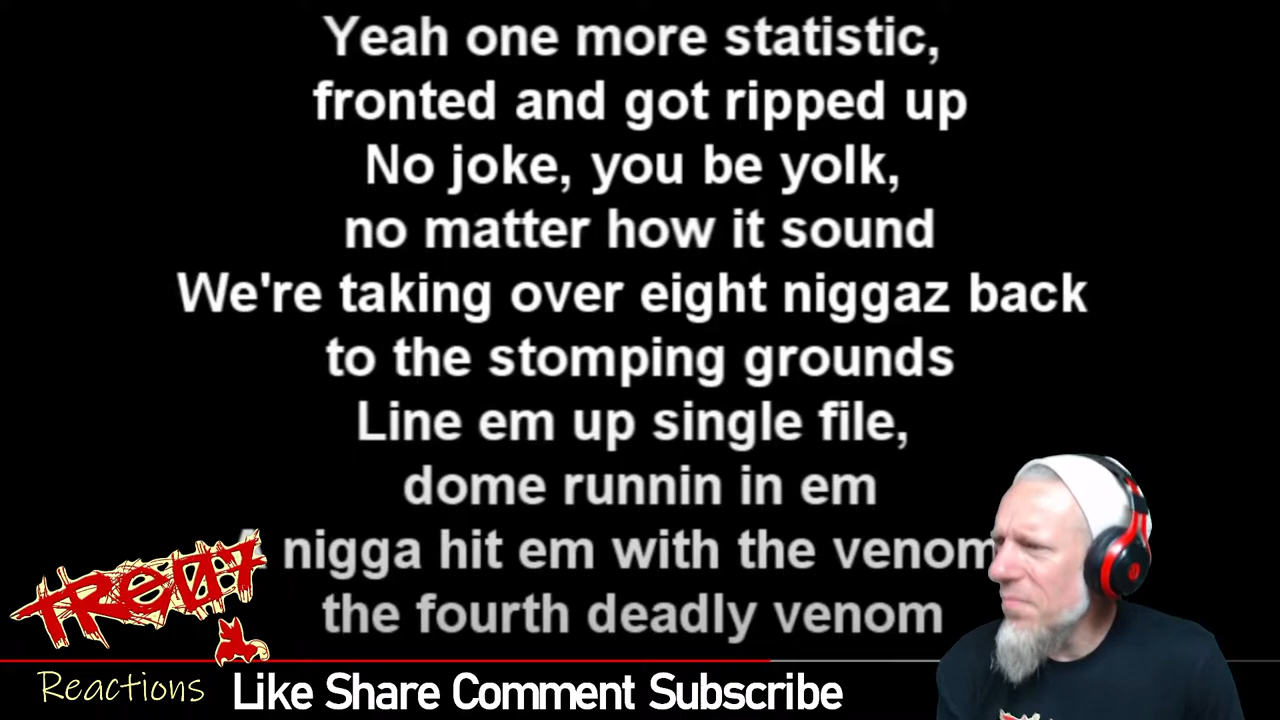 Yeah one more statistic,
fronted and got ripped up
No joke, you be yolk,
no matter how it sound
We're taking over eight niggaz back
to the stomping grounds
Line em up single file,
dome runnin in em
A nigga hit em with the venom
the fourth deadly venom
Reactions
Like Share Comment Subscribe